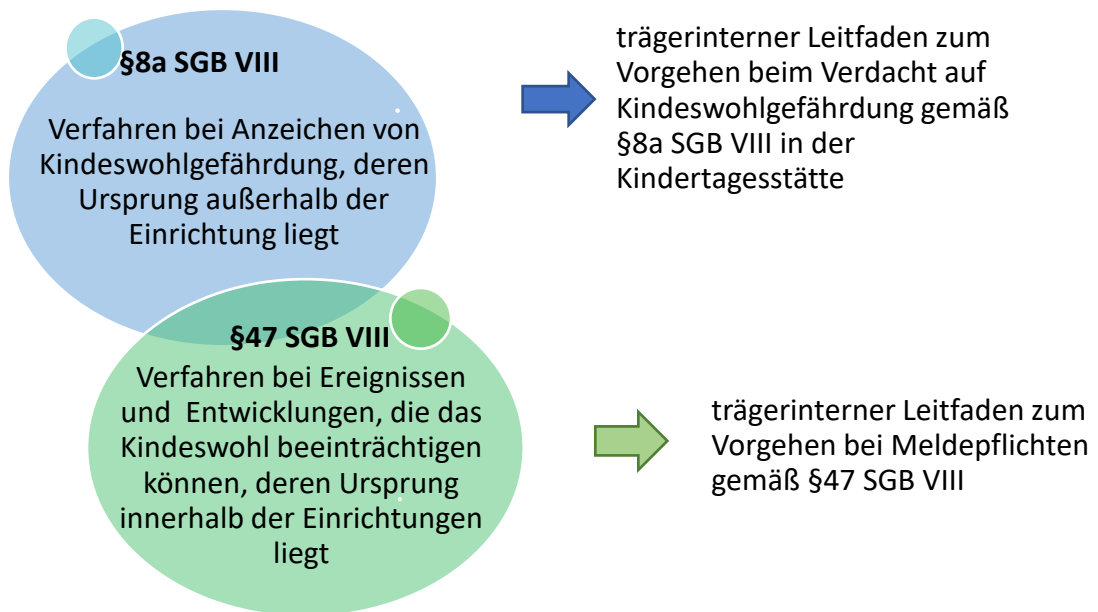 §8a SGB VIII
Verfahren bei Anzeichen von
Kindeswohlgefährdung, deren
Ursprung außerhalb der
Einrichtung liegt
trägerinterner Leitfaden zum
Vorgehen beim Verdacht auf
Kindeswohlgefährdung gemäß
§8a SGB VIII in der
Kindertagesstätte
§47 SGB VIII
Verfahren bei Ereignissen
und Entwicklungen, die das
Kindeswohl beeinträchtigen
können, deren Ursprung
innerhalb der Einrichtungen
liegt
trägerinterner Leitfaden zum
Vorgehen bei Meldepflichten
gemäß §47 SGB VIII